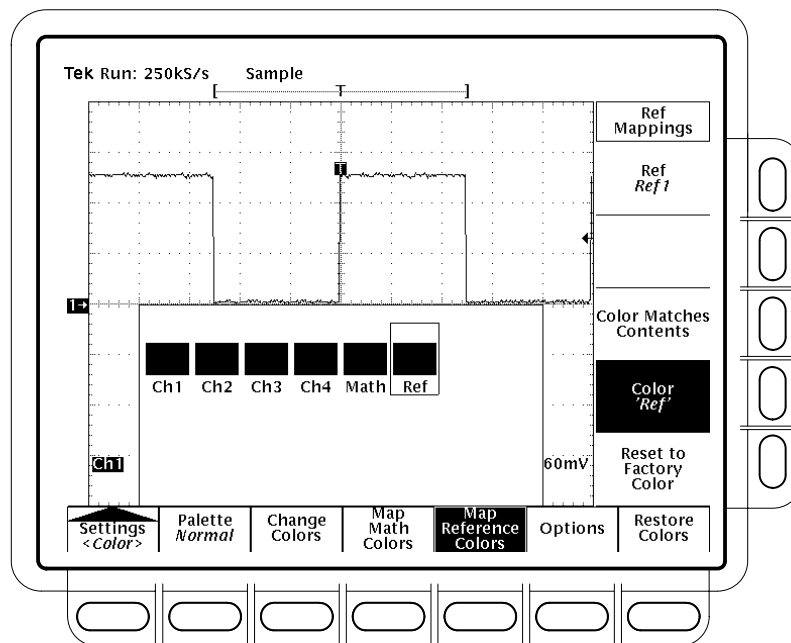 Tek Run: 250kS/s Sample
[ T ]
Ref
Mappings
T
Ref
Ref1
1→
Color Matches
Contents
Ch1 Ch2 Ch3 Ch4 Math Ref
Color
'Ref'
Ch1
60mV
Reset to
Factory
Color
Settings
<Color>
Palette
Normal
Change
Colors
Map
Math
Colors
Map
Reference
Colors
Options
Restore
Colors